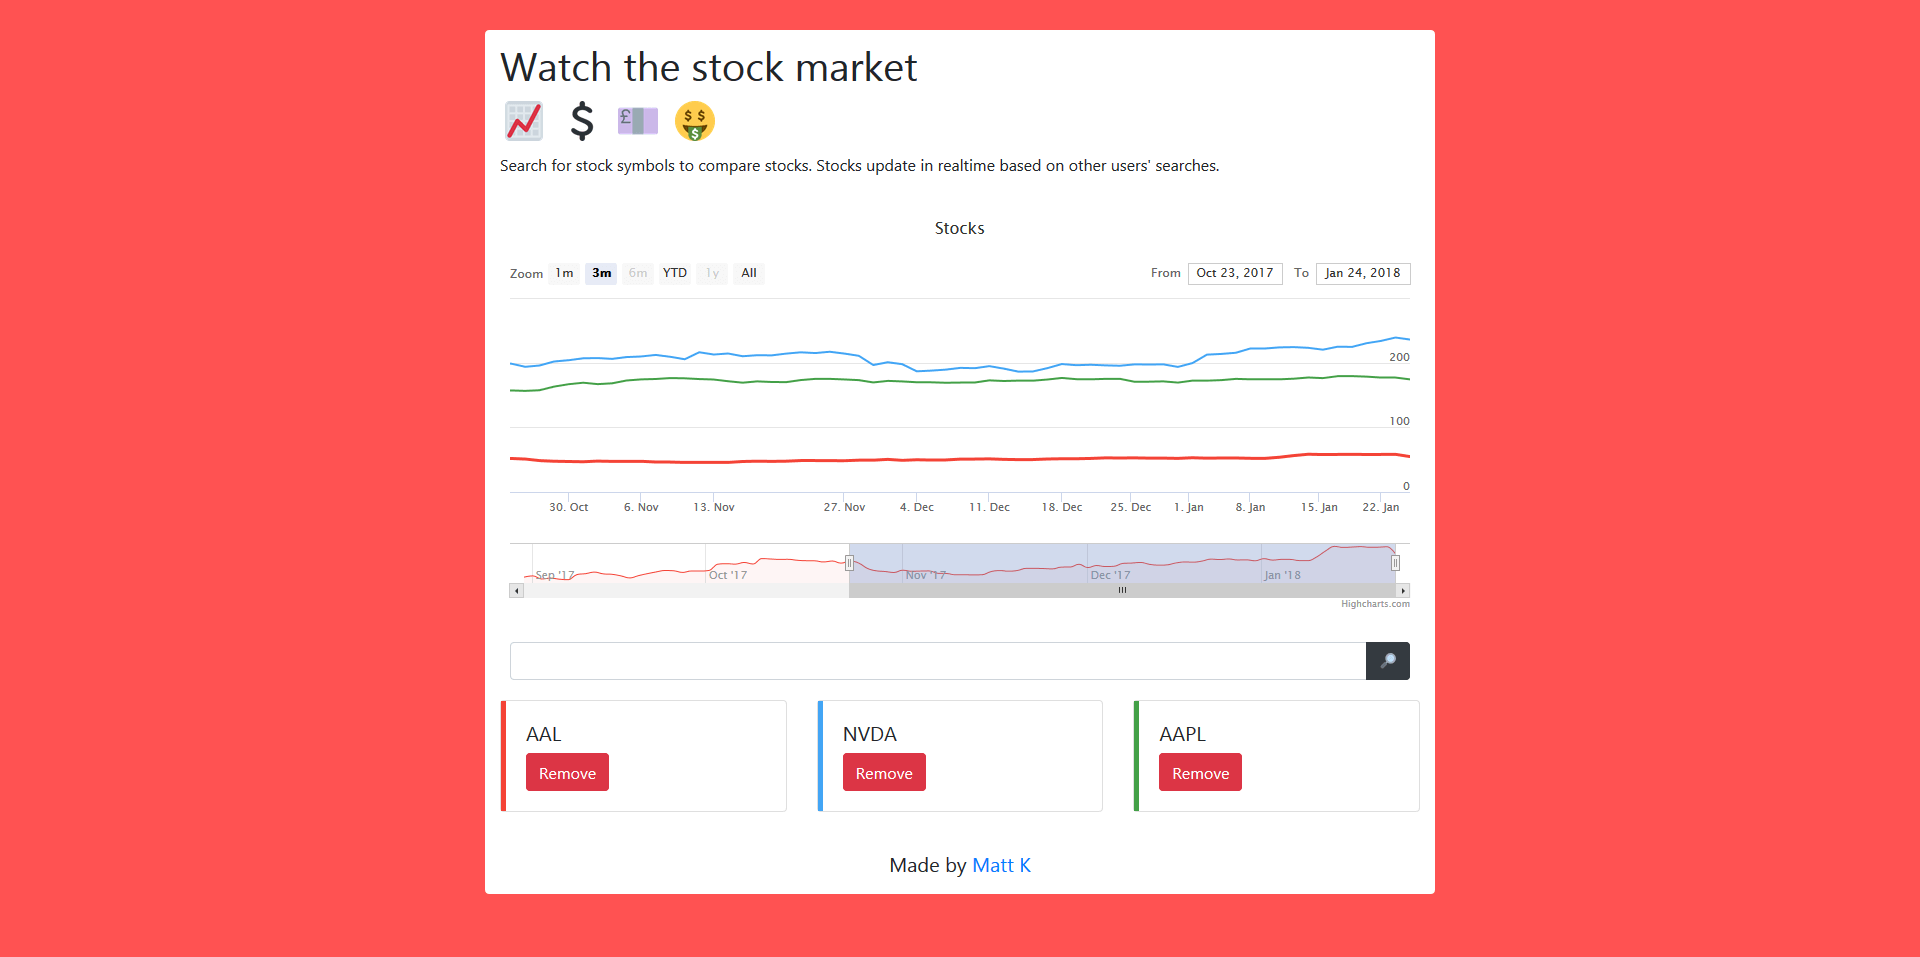 Watch the stock market
Search for stock symbols to compare stocks. Stocks update in realtime based on other users' searches.
Stocks
Zoom 1m 3m 6m YTD 1y All From Oct 23, 2017 To Jan 24, 2018
200
100
0
30. Oct 6. Nov 13. Nov 27. Nov 4. Dec 11. Dec 18. Dec 25. Dec 1. Jan 8. Jan 15. Jan 22. Jan
Sep '17 Oct '17 Nov '17 Dec '17 Jan '18
Highcharts.com
AAL NVDA AAPL
Remove Remove Remove
Made by Matt K